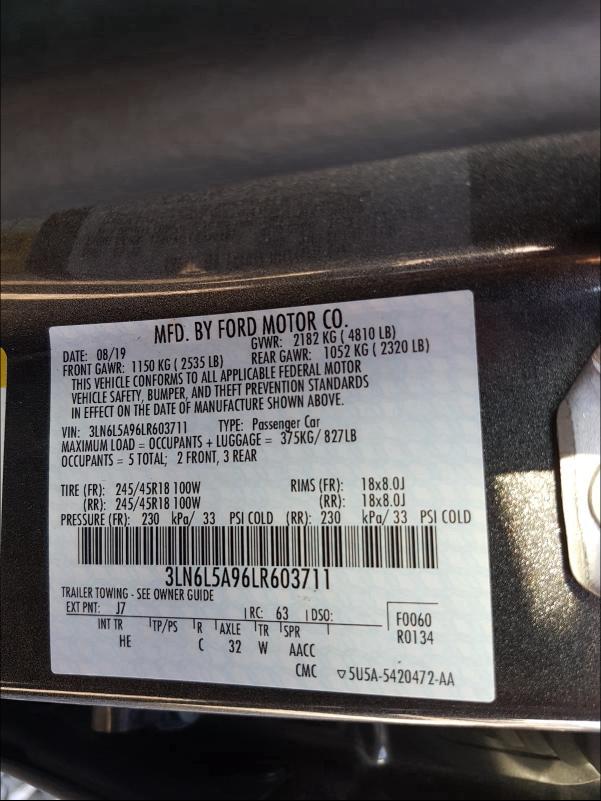 MFD. BY FORD MOTOR CO.
DATE: 08/19 GVWR: 2182 KG ( 4810 LB)
FRONT GAWR: 1150 KG ( 2535 LB) REAR GAWR: 1052 KG ( 2320 LB)
THIS VEHICLE CONFORMS TO ALL APPLICABLE FEDERAL MOTOR
VEHICLE SAFETY, BUMPER, AND THEFT PREVENTION STANDARDS
IN EFFECT ON THE DATE OF MANUFACTURE SHOWN ABOVE.
VIN: 3LN6L5A96LR603711 TYPE: Passenger Car
MAXIMUM LOAD = OCCUPANTS + LUGGAGE = 375KG/ 827LB
OCCUPANTS = 5 TOTAL; 2 FRONT, 3 REAR
TIRE (FR): 245/45R18 100W RIMS (FR): 18x8.0J
(RR): 245/45R18 100W (RR): 18x8.0J
PRESSURE (FR): 230 kPa/ 33 PSI COLD (RR): 230 kPa/ 33 PSI COLD
3LN6L5A96LR603711
TRAILER TOWING - SEE OWNER GUIDE
EXT PNT: J7 RC: 63 DSO: F0060
INT TR TP/PS R AXLE TR SPR R0134
HE C 32 W AACC
CMC ▽5U5A-5420472-AA